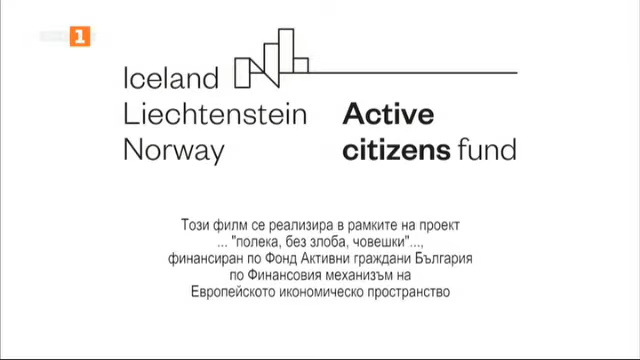 1
Iceland
Liechtenstein
Norway
Active
citizens fund
Този филм се реализира в рамките на проект
... "полека, без злоба, човешки"...,
финансиран по Фонд Активни граждани България
по Финансовия механизъм на
Европейското икономическо пространство